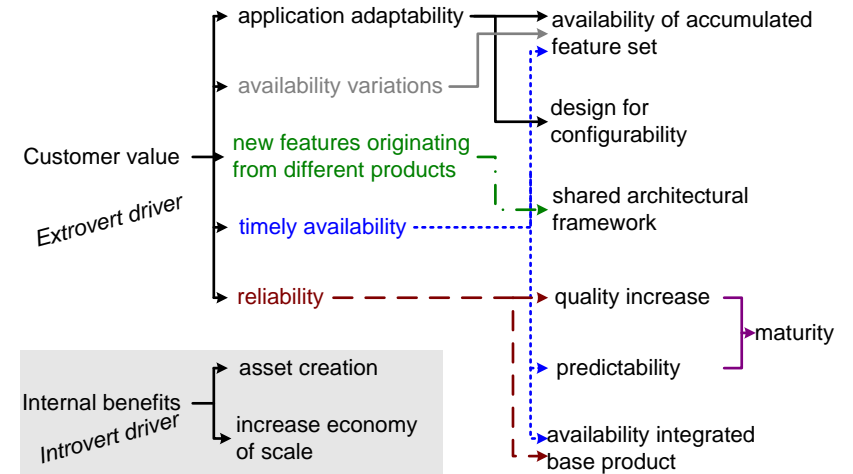 Customer value
Extrovert driver
application adaptability
availability variations
new features originating
from different products
timely availability
reliability
availability of accumulated
feature set
design for
configurability
shared architectural
framework
quality increase
predictability
availability integrated
base product
maturity
Internal benefits
Introvert driver
asset creation
increase economy
of scale